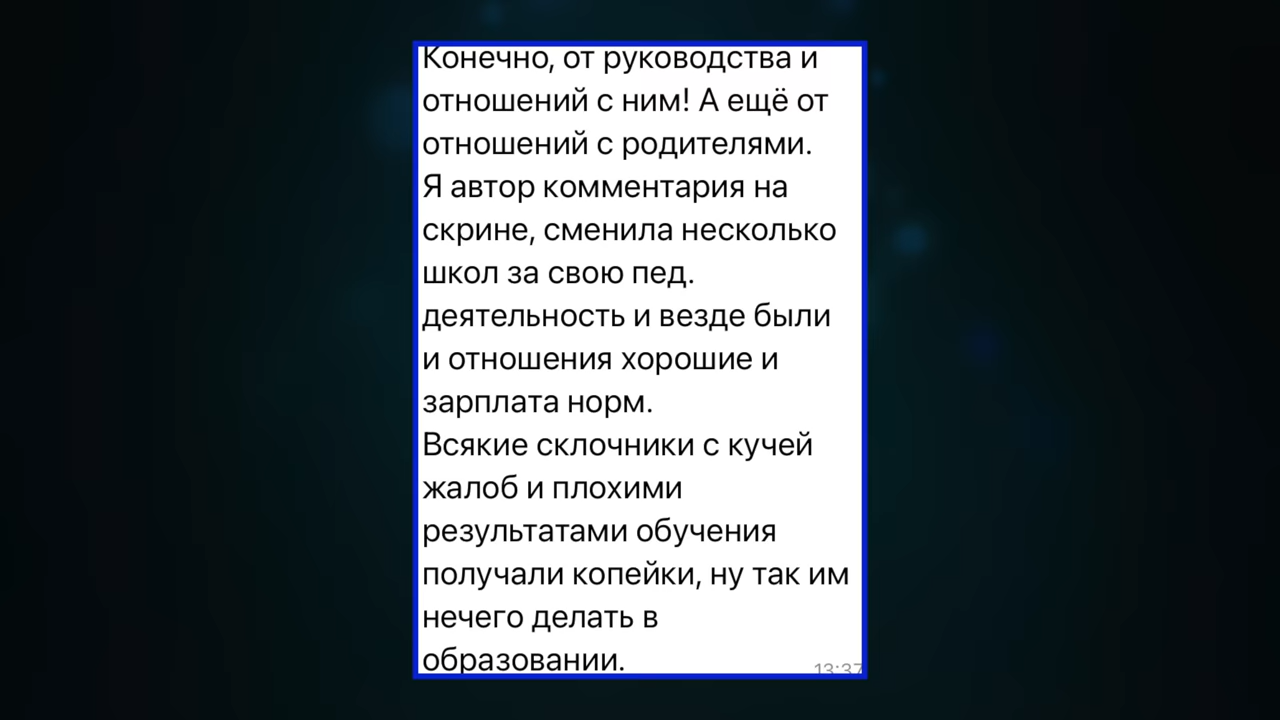 Конечно, от руководства и
отношений с ним! А ещё от
отношений с родителями.
Я автор комментария на
скрине, сменила несколько
школ за свою пед.
деятельность и везде были
и отношения хорошие и
зарплата норм.
Всякие склочники с кучей
жалоб и плохими
результатами обучения
получали копейки, ну так им
нечего делать в
образовании.
13:37